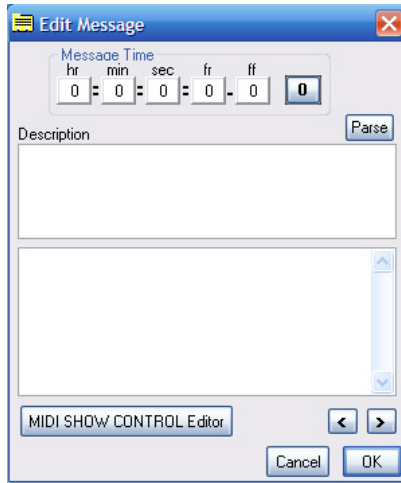 Edit Message
Message Time
hr min sec fr ff
0 : 0 : 0 : 0 . 0 0
Description Parse
MIDI SHOW CONTROL Editor < >
Cancel OK